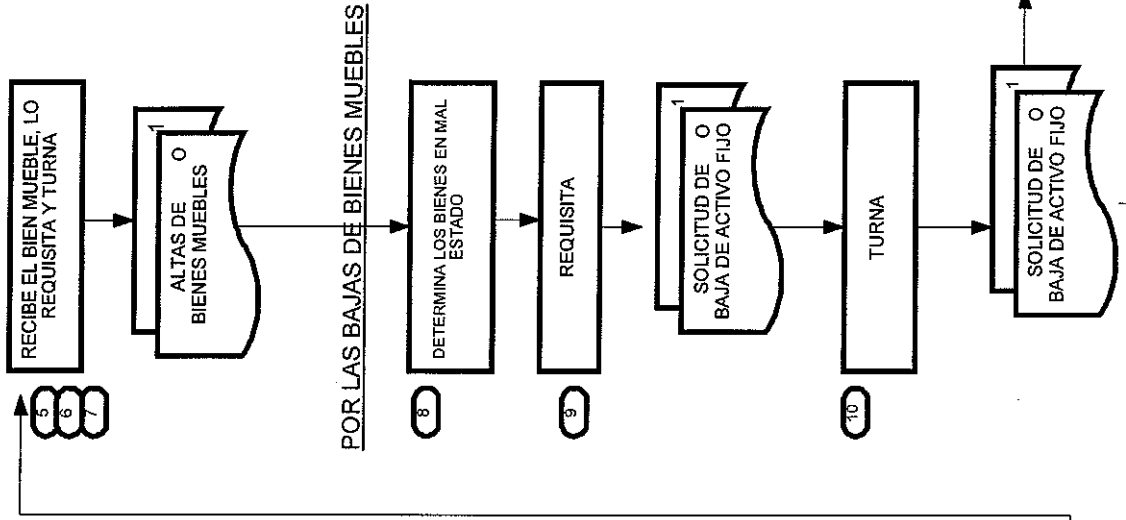 RECIBE EL BIEN MUEBLE, LO
REQUISITA Y TURNA
5
6
7
1
ALTAS DE O
BIENES MUEBLES
POR LAS BAJAS DE BIENES MUEBLES
DETERMINA LOS BIENES EN MAL
ESTADO
8
REQUISITA
9
1
SOLICITUD DE O
BAJA DE ACTIVO FIJO
TURNA
10
1
SOLICITUD DE O
BAJA DE ACTIVO FIJO